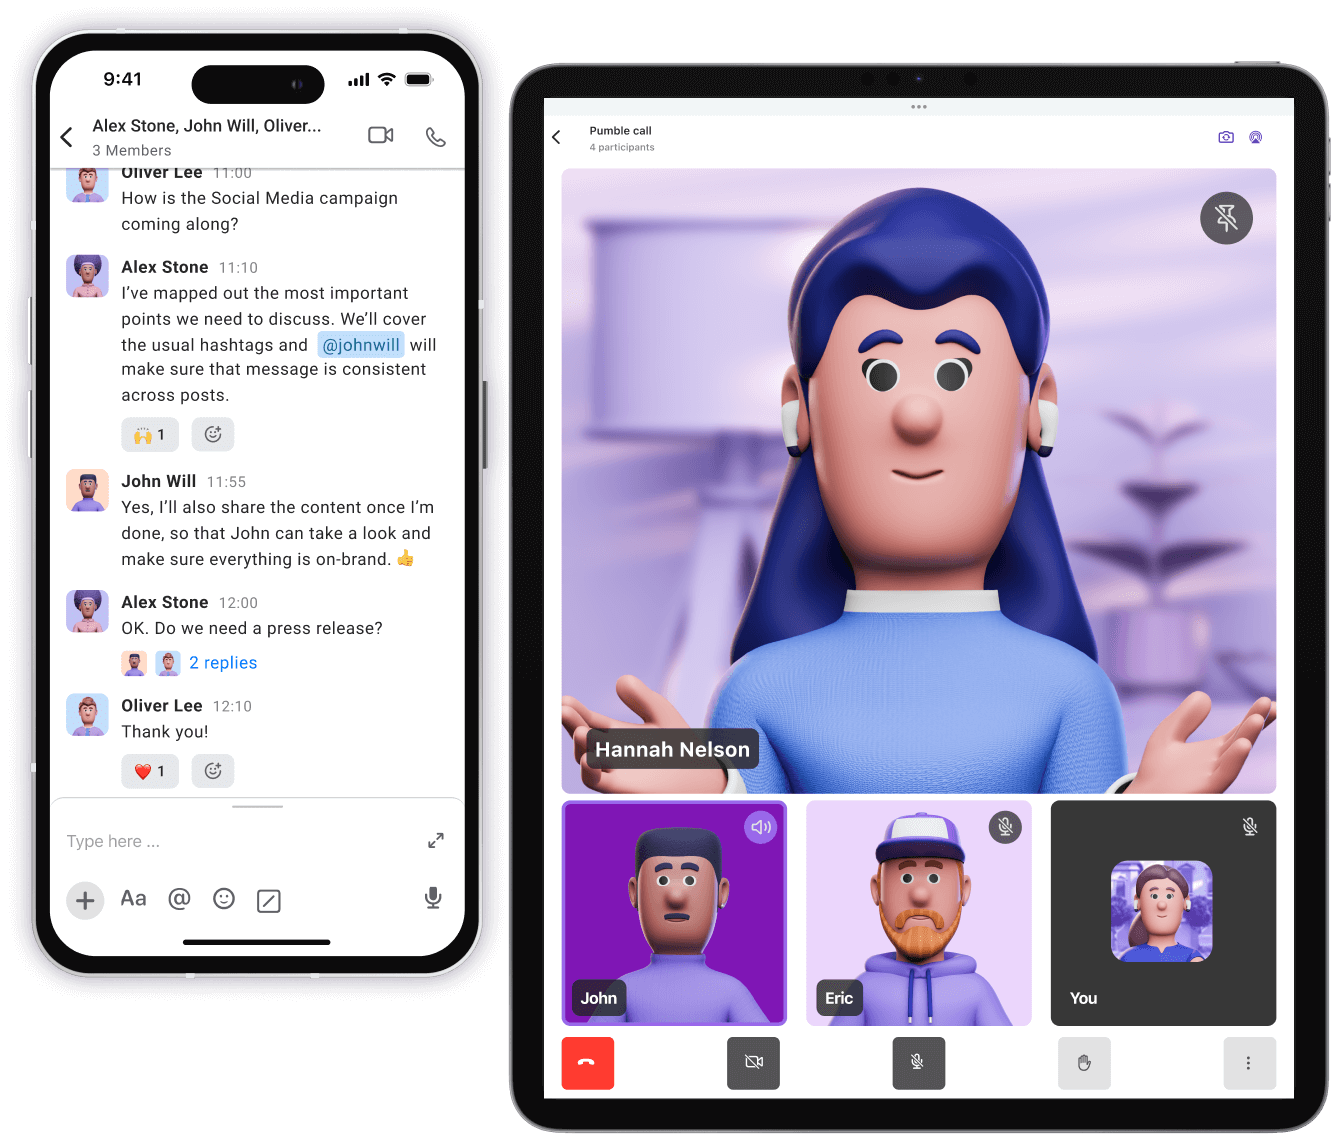 9:41
Alex Stone, John Will, Oliver...
3 Members
Oliver Lee 11:00
How is the Social Media campaign
coming along?
Alex Stone 11:10
I’ve mapped out the most important
points we need to discuss. We’ll cover
the usual hashtags and @johnwill will
make sure that message is consistent
across posts.
1
John Will 11:55
Yes, I’ll also share the content once I’m
done, so that John can take a look and
make sure everything is on-brand. 👍
Alex Stone 12:00
OK. Do we need a press release?
2 replies
Oliver Lee 12:10
Thank you!
1
Type here ...
Aa
@
Pumble call
4 participants
Hannah Nelson
John
Eric
You